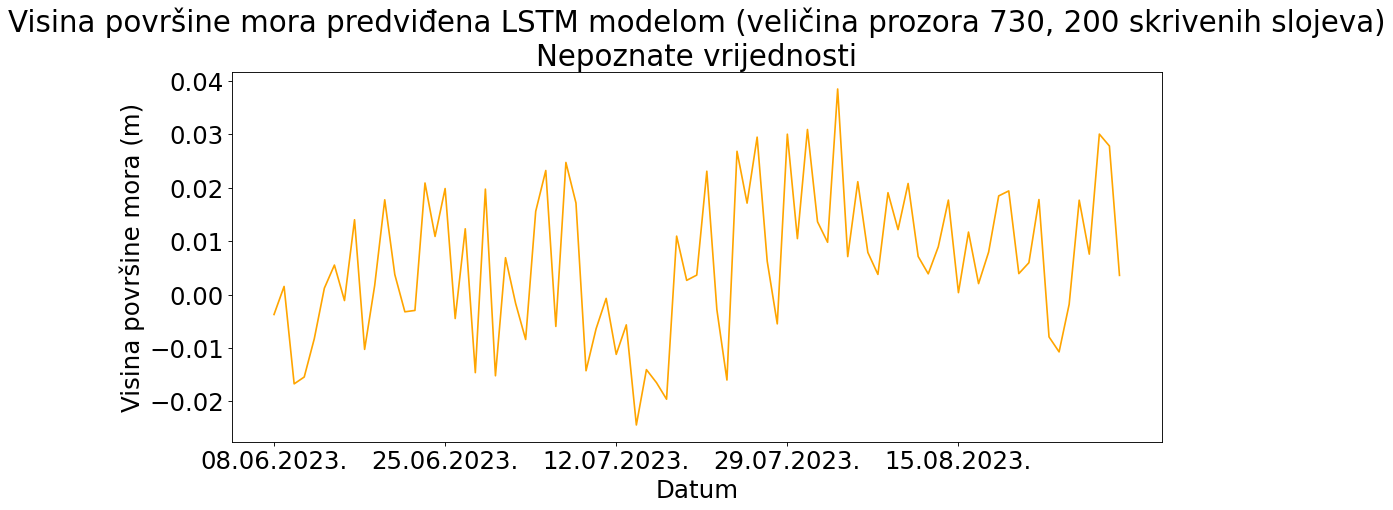 Visina površine mora predviđena LSTM modelom (veličina prozora 730, 200 skrivenih slojeva)
Nepoznate vrijednosti
Visina površine mora (m)
0.04
0.03
0.02
0.01
0.00
−0.01
−0.02
08.06.2023. 25.06.2023. 12.07.2023. 29.07.2023. 15.08.2023.
Datum